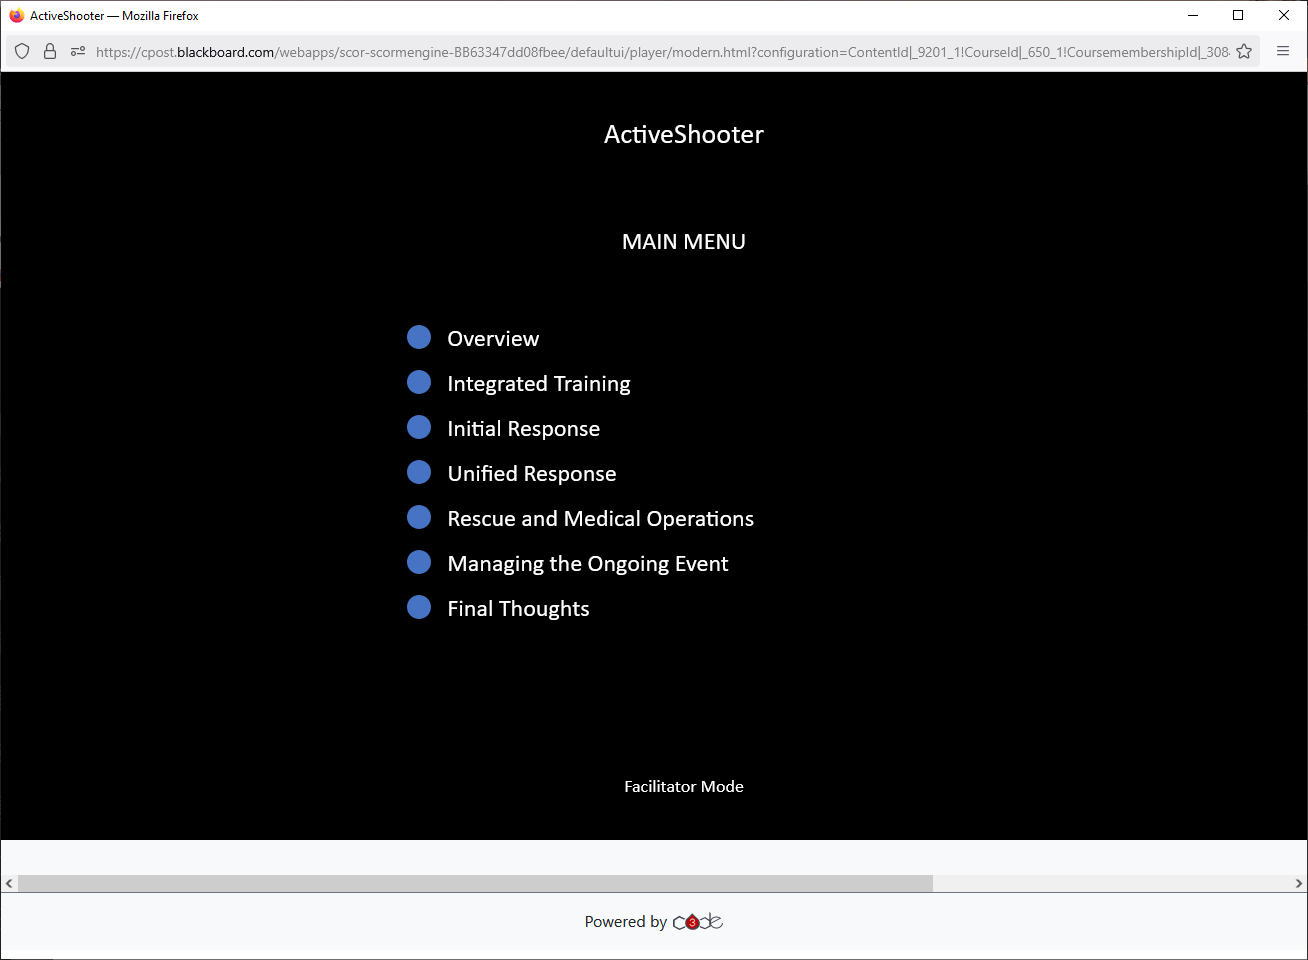 ActiveShooter — Mozilla Firefox
https://cpost.blackboard.com/webapps/scor-scormengine-BB63347dd08fbee/defaultui/player/modern.html?configuration=ContentId|_9201_1!CourseId|_650_1!CoursemembershipId|_308
ActiveShooter
MAIN MENU
Overview
Integrated Training
Initial Response
Unified Response
Rescue and Medical Operations
Managing the Ongoing Event
Final Thoughts
Facilitator Mode
Powered by c3de